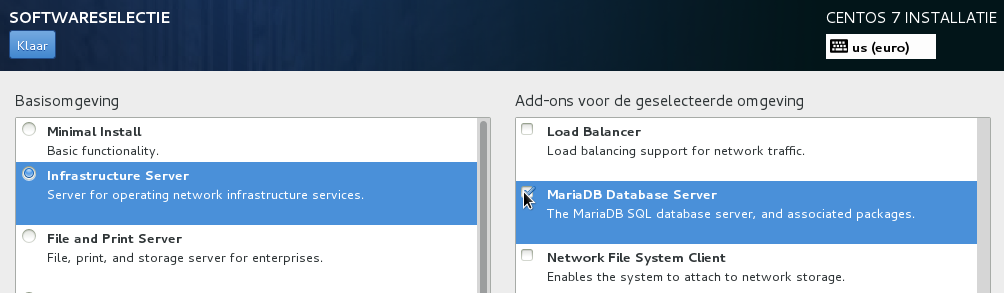 SOFTWARESELECTIE
CENTOS 7 INSTALLATIE
Klaar
us (euro)
Basisomgeving
Minimal Install
Basic functionality.
Infrastructure Server
Server for operating network infrastructure services.
File and Print Server
File, print, and storage server for enterprises.
Add-ons voor de geselecteerde omgeving
Load Balancer
Load balancing support for network traffic.
MariaDB Database Server
The MariaDB SQL database server, and associated packages.
Network File System Client
Enables the system to attach to network storage.